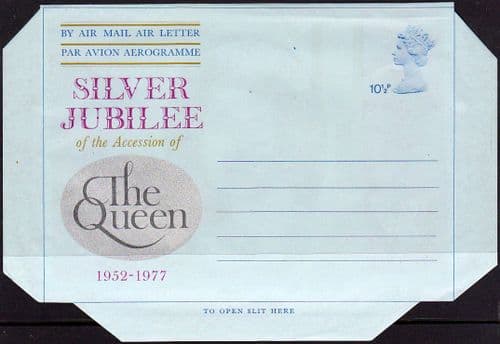 BY AIR MAIL AIR LETTER
PAR AVION AEROGRAMME
SILVER
JUBILEE
of the Accession of
The
Queen
1952-1977
10½P
TO OPEN SLIT HERE